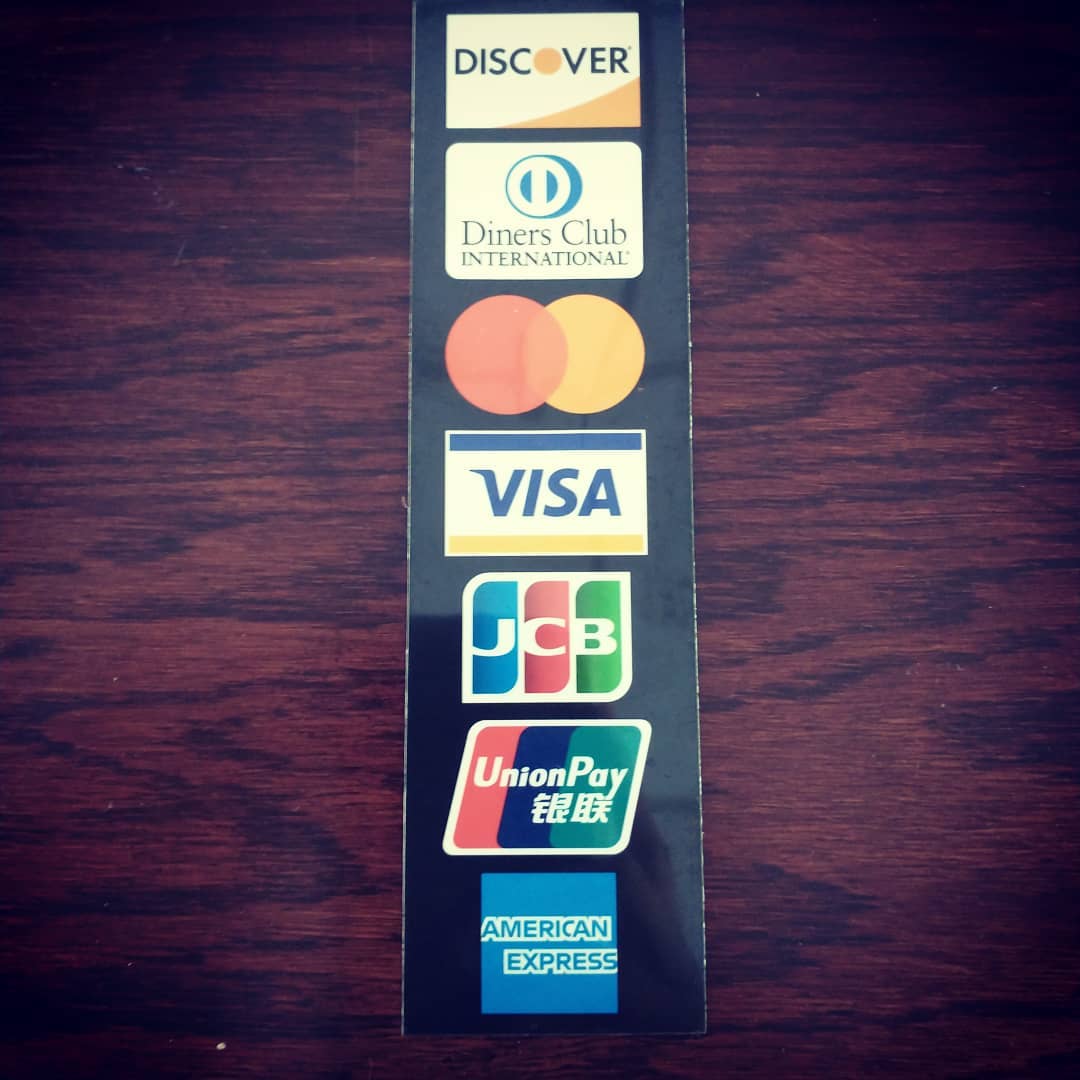 DISCOVER
Diners Club
INTERNATIONAL
VISA
JCB
UnionPay
银联
AMERICAN
EXPRESS